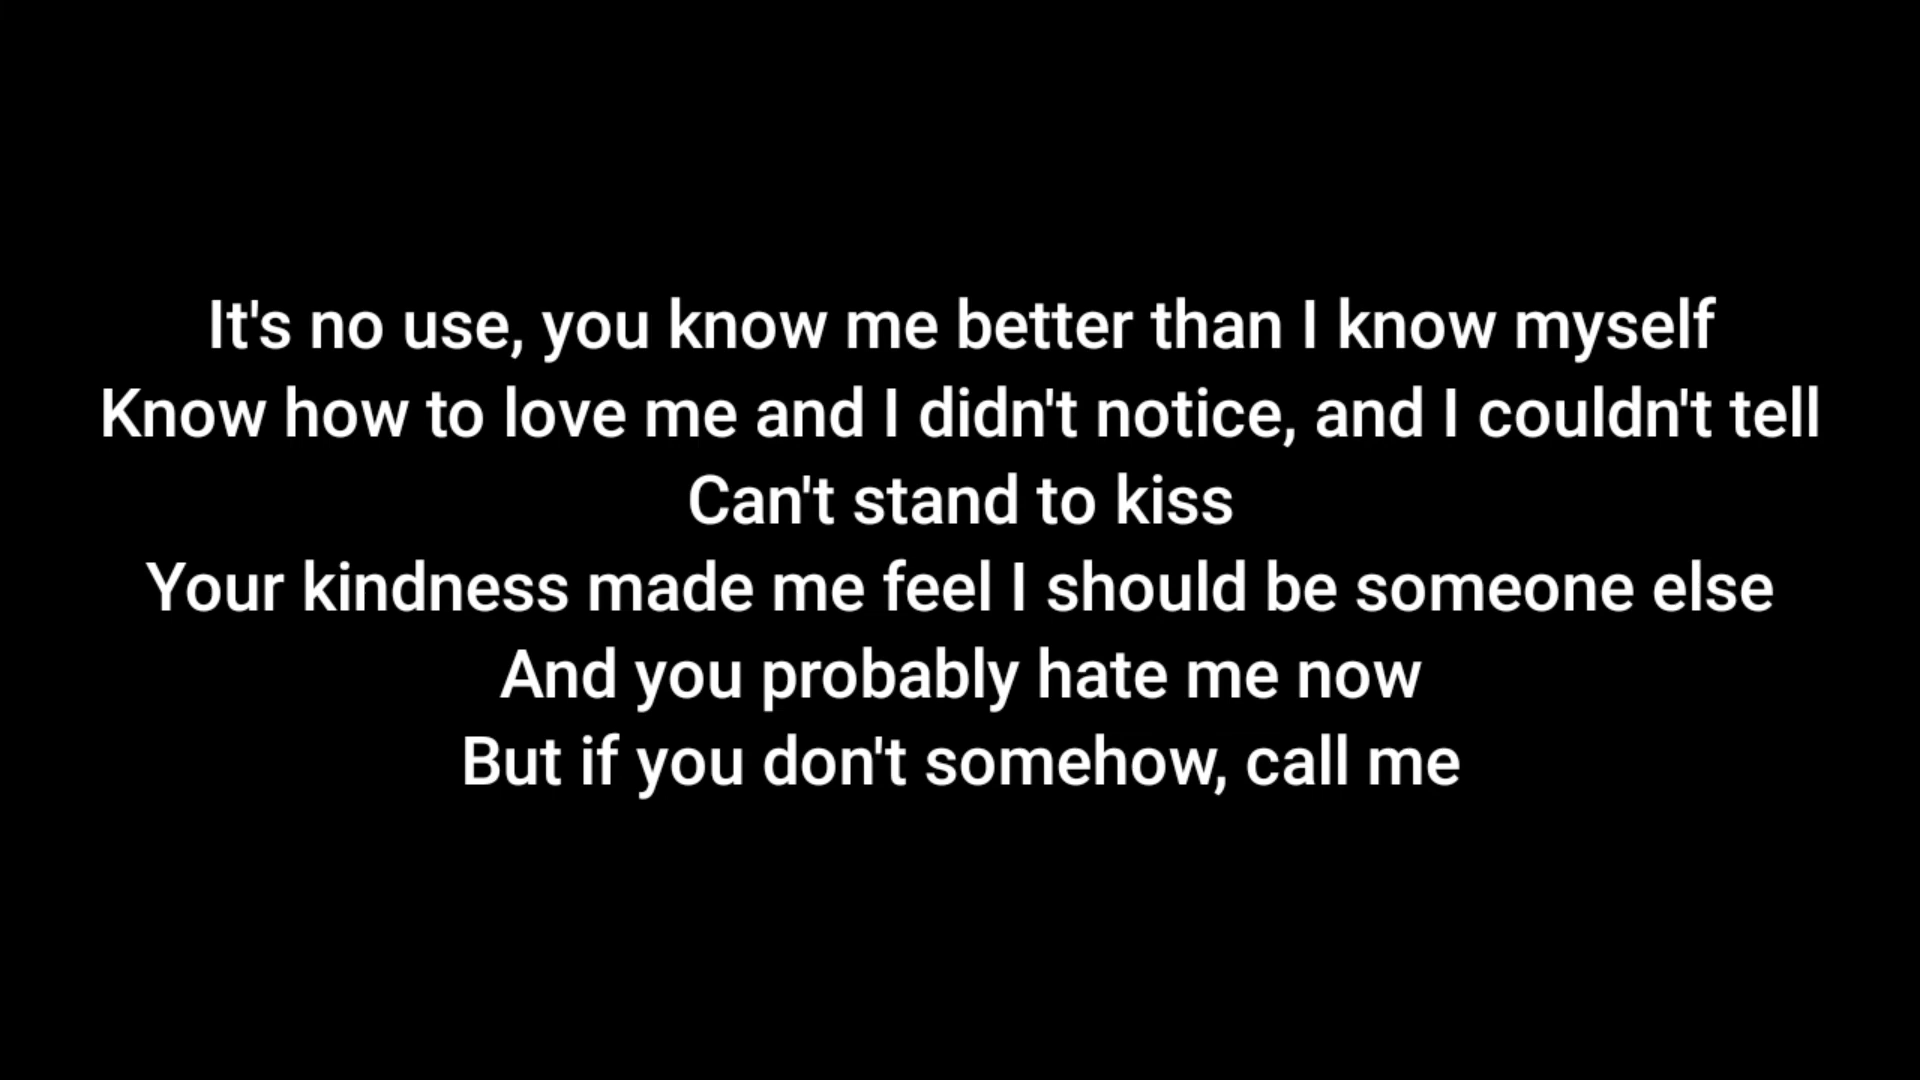 It's no use, you know me better than I know myself
Know how to love me and I didn't notice, and I couldn't tell
Can't stand to kiss
Your kindness made me feel I should be someone else
And you probably hate me now
But if you don't somehow, call me